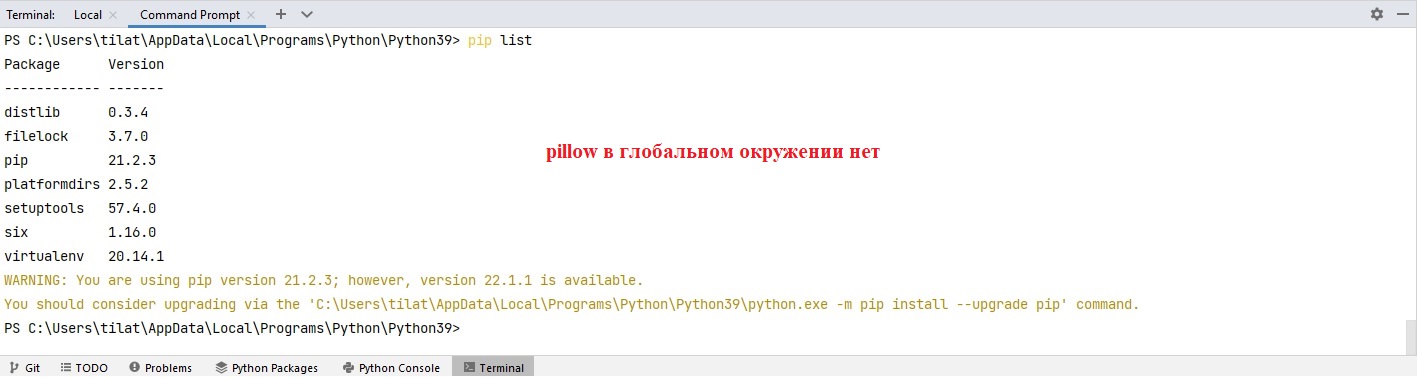 Terminal: Local × Command Prompt × +
PS C:\Users\tilat\AppData\Local\Programs\Python\Python39> pip list
Package      Version
------------ -------
distlib      0.3.4
filelock     3.7.0
pillow в глобальном окружении нет
pip          21.2.3
platformdirs 2.5.2
setuptools   57.4.0
six          1.16.0
virtualenv   20.14.1
WARNING: You are using pip version 21.2.3; however, version 22.1.1 is available.
You should consider upgrading via the 'C:\Users\tilat\AppData\Local\Programs\Python\Python39\python.exe -m pip install --upgrade pip' command.
PS C:\Users\tilat\AppData\Local\Programs\Python\Python39>
Git TODO Problems Python Packages Python Console Terminal